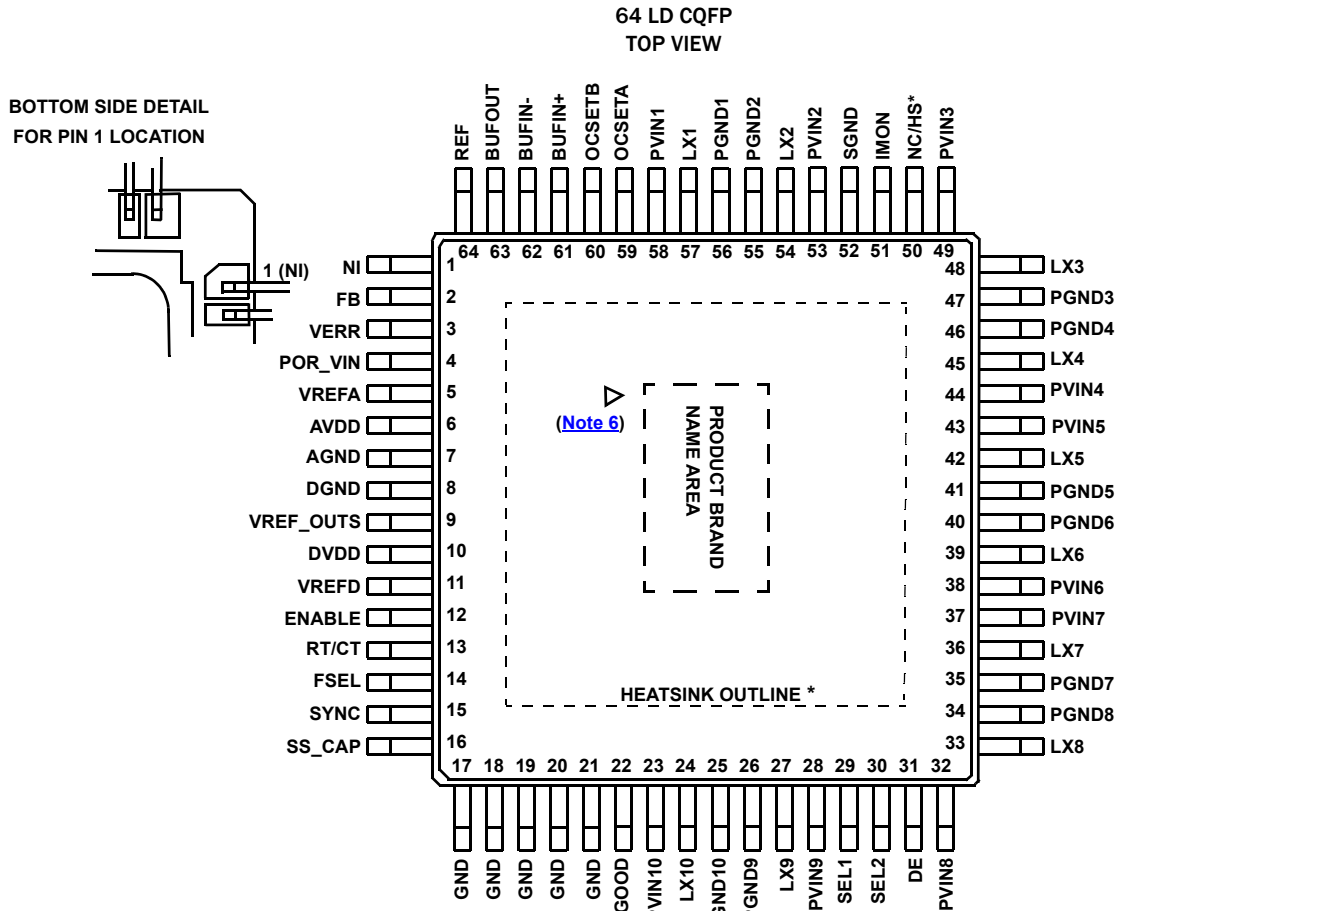 64 LD CQFP
TOP VIEW
BOTTOM SIDE DETAIL
FOR PIN 1 LOCATION
1 (NI)
REF
BUFOUT
BUFIN-
BUFIN+
OCSETB
OCSETA
PVIN1
LX1
PGND1
PGND2
LX2
PVIN2
SGND
IMON
NC/HS*
PVIN3
64 63 62 61 60 59 58 57 56 55 54 53 52 51 50 49
NI 1
FB 2
VERR 3
POR_VIN 4
VREFA 5
AVDD 6
AGND 7
DGND 8
VREF_OUTS 9
DVDD 10
VREFD 11
ENABLE 12
RT/CT 13
FSEL 14
SYNC 15
SS_CAP 16
(Note 6)
PRODUCT BRAND
NAME AREA
HEATSINK OUTLINE *
48 LX3
47 PGND3
46 PGND4
45 LX4
44 PVIN4
43 PVIN5
42 LX5
41 PGND5
40 PGND6
39 LX6
38 PVIN6
37 PVIN7
36 LX7
35 PGND7
34 PGND8
33 LX8
17 18 19 20 21 22 23 24 25 26 27 28 29 30 31 32
GND
GND
GND
GND
GND
GOOD
VIN10
LX10
GND10
GND9
LX9
PVIN9
SEL1
SEL2
DE
PVIN8